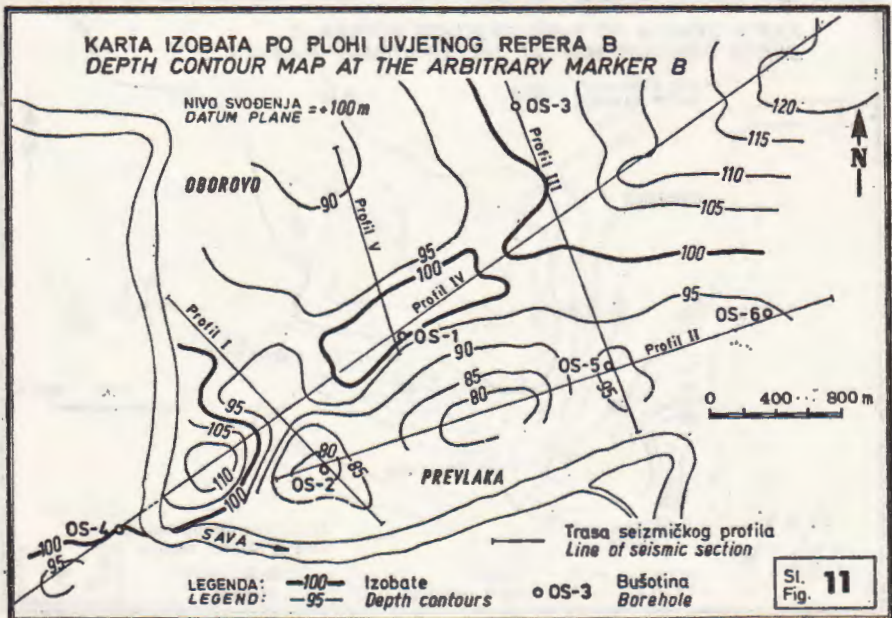 KARTA IZOBATA PO PLOHI UVJETNOG REPERA B
DEPTH CONTOUR MAP AT THE ARBITRARY MARKER B
NIVO SVOĐENJA
DATUM PLANE =+100m
OS-3
120
115
N
110
105
100
OBOROVO
90
Profil V
Profil III
95
100
Profil IV
95
OS-6
Profil I
OS-1
90
Profil II
OS-5
85
85
80
0 400 800 m
95
105
110
100
80
85
OS-2
PREVLAKA
OS-4
100
95
SAVA
Trasa seizmičkog profila
Line of seismic section
LEGENDA: -100- Izobate
LEGEND: -95- Depth contours
OS-3 Bušotina
Borehole
Sl.
Fig. 11